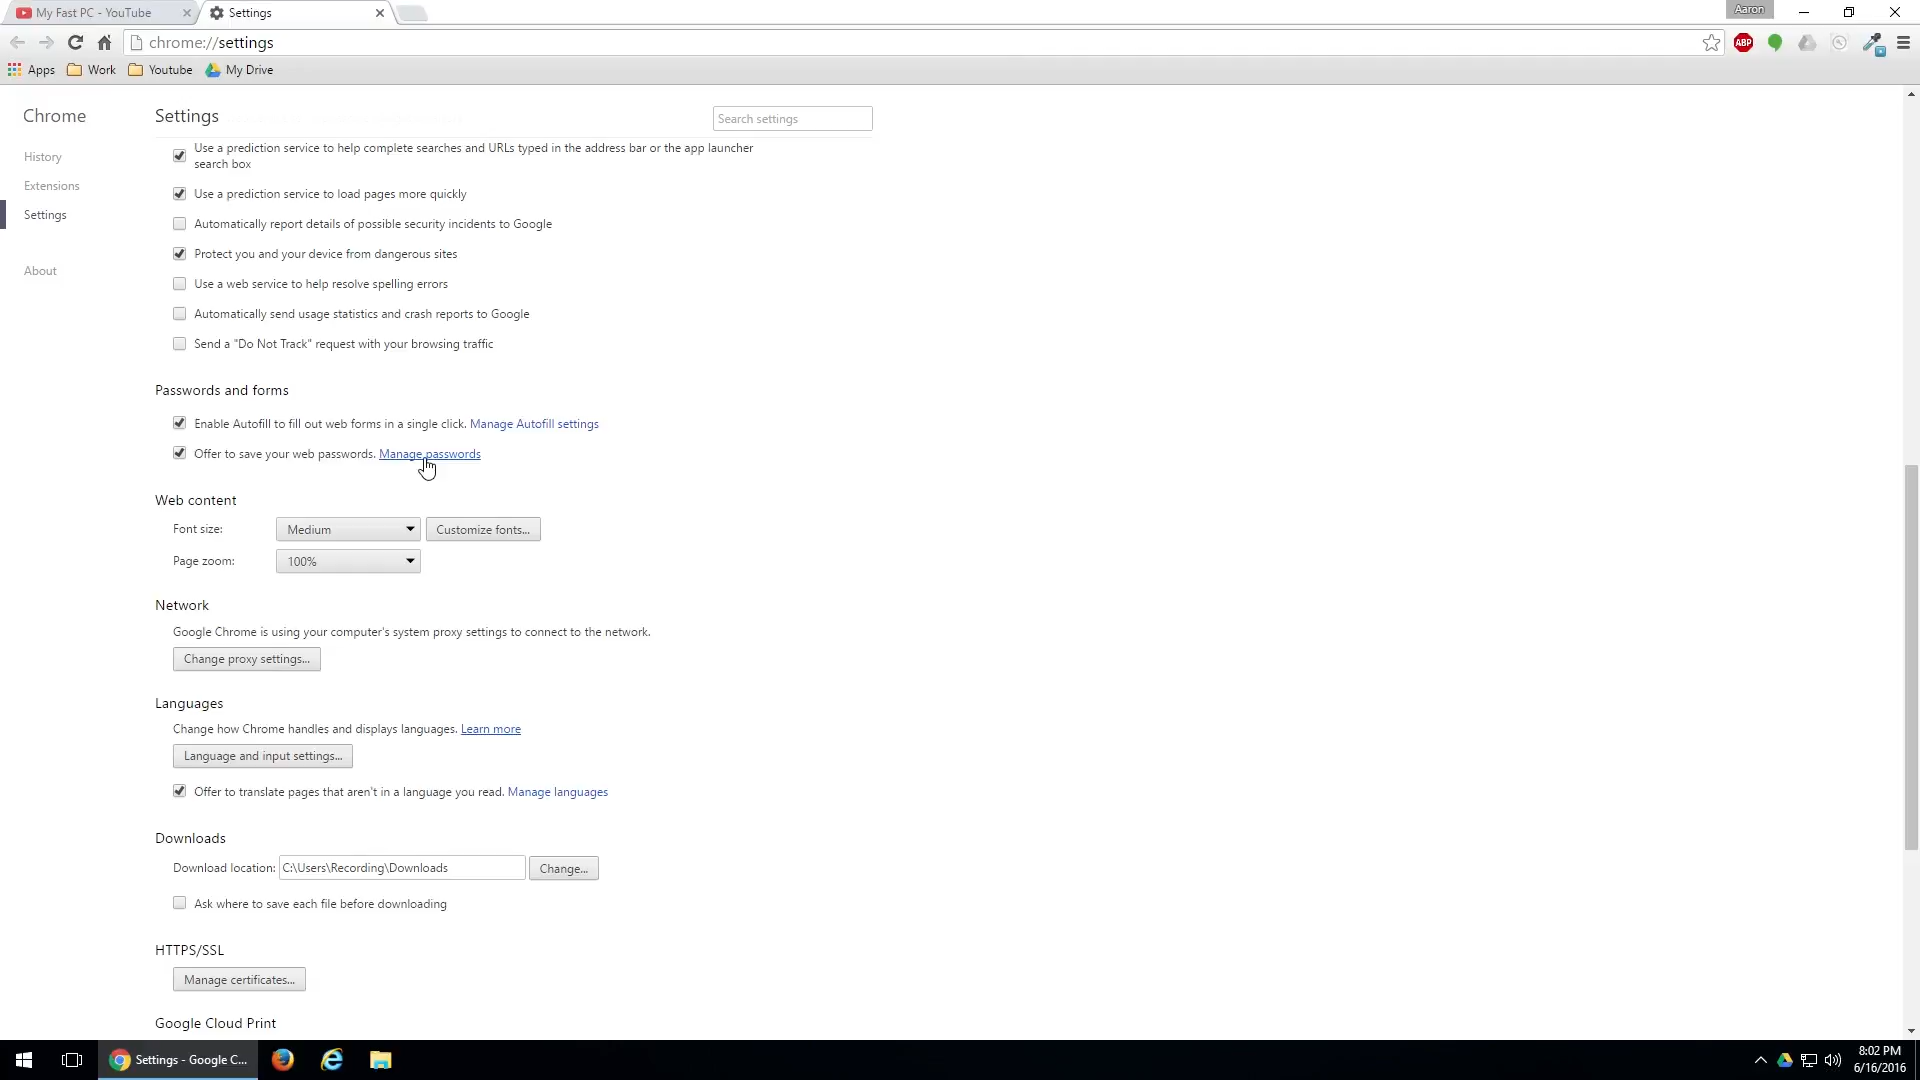 My Fast PC - YouTube
Settings
Aaron
chrome://settings
ABP
Apps
Work
Youtube
My Drive
Chrome
Settings
Search settings
History
Extensions
Settings
About
Use a prediction service to help complete searches and URLs typed in the address bar or the app launcher
search box
Use a prediction service to load pages more quickly
Automatically report details of possible security incidents to Google
Protect you and your device from dangerous sites
Use a web service to help resolve spelling errors
Automatically send usage statistics and crash reports to Google
Send a "Do Not Track" request with your browsing traffic
Passwords and forms
Enable Autofill to fill out web forms in a single click. Manage Autofill settings
Offer to save your web passwords. Manage passwords
Web content
Font size: Medium Customize fonts...
Page zoom: 100%
Network
Google Chrome is using your computer's system proxy settings to connect to the network.
Change proxy settings...
Languages
Change how Chrome handles and displays languages. Learn more
Language and input settings...
Offer to translate pages that aren't in a language you read. Manage languages
Downloads
Download location: C:\Users\Recording\Downloads Change...
Ask where to save each file before downloading
HTTPS/SSL
Manage certificates...
Google Cloud Print
Settings - Google C...
8:02 PM
6/16/2016